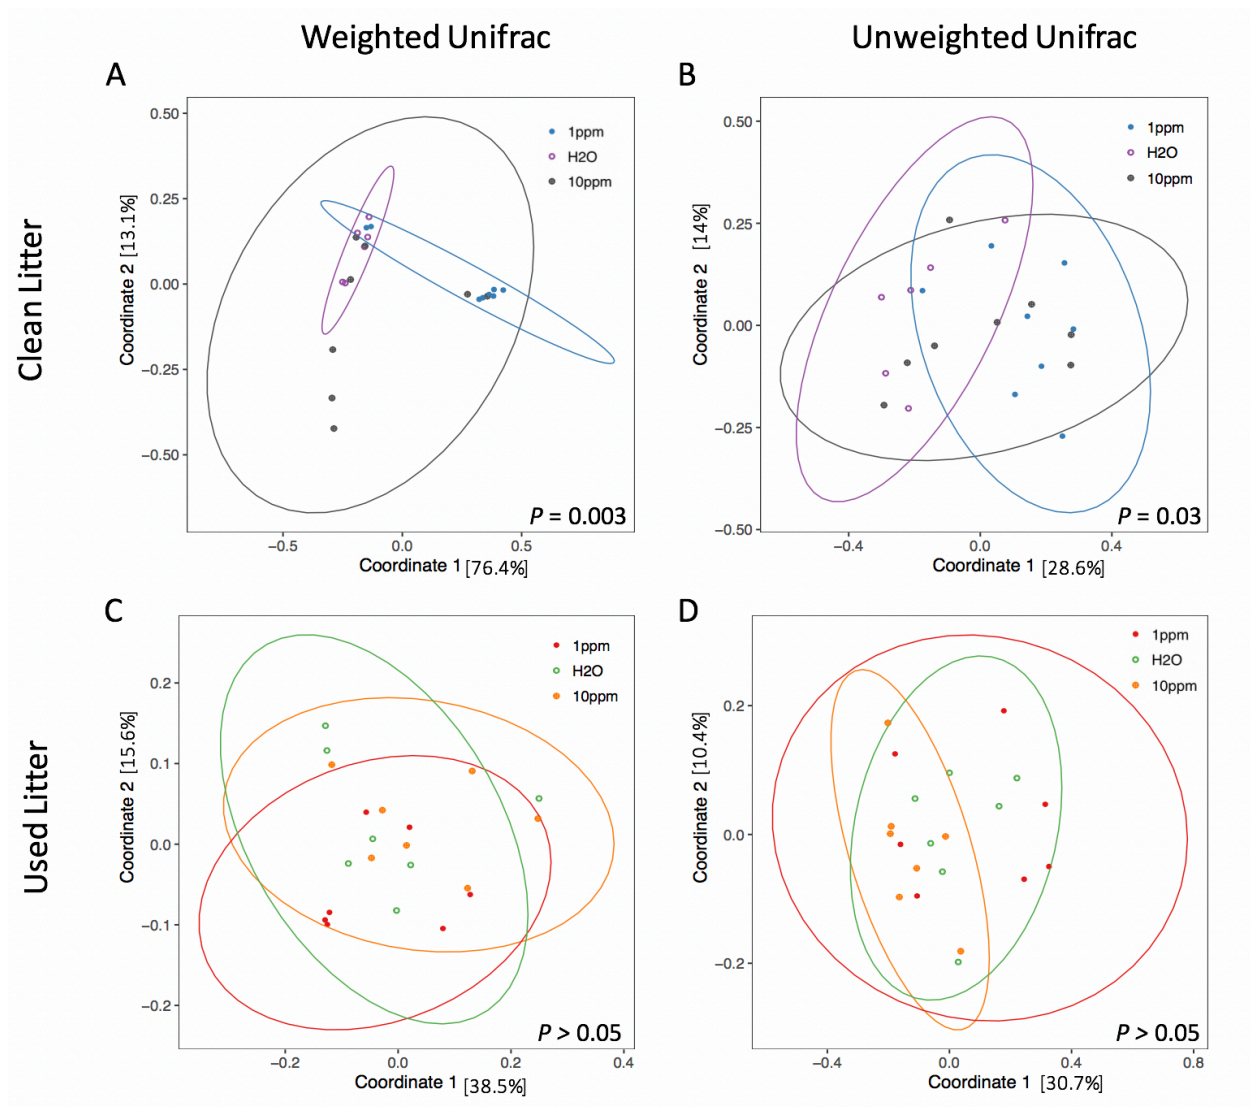 Weighted Unifrac
Unweighted Unifrac
Clean Litter
A
0.50
0.25
0.00
−0.25
−0.50
Coordinate 2 [13.1%]
1ppm
H2O
10ppm
P = 0.003
−0.5
0.0
0.5
Coordinate 1 [76.4%]
B
0.50
0.25
0.00
−0.25
−0.50
Coordinate 2 [14%]
1ppm
H2O
10ppm
P = 0.03
−0.4
0.0
0.4
Coordinate 1 [28.6%]
Used Litter
C
0.2
0.1
0.0
−0.1
−0.2
Coordinate 2 [15.6%]
1ppm
H2O
10ppm
P > 0.05
−0.2
0.0
0.2
0.4
Coordinate 1 [38.5%]
D
0.2
0.0
−0.2
Coordinate 2 [10.4%]
1ppm
H2O
10ppm
P > 0.05
−0.4
0.0
0.4
0.8
Coordinate 1 [30.7%]